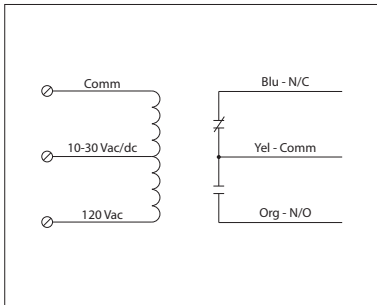 Comm
Blu - N/C
10-30 Vac/dc
Yel - Comm
120 Vac
Org - N/O